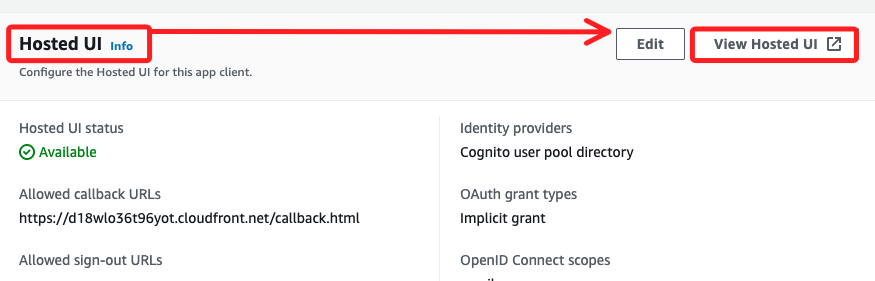 Hosted UI Info
Edit
View Hosted UI
Configure the Hosted UI for this app client.
Hosted UI status
Available
Allowed callback URLs
https://d18wlo36t96yot.cloudfront.net/callback.html
Allowed sign-out URLs
Identity providers
Cognito user pool directory
OAuth grant types
Implicit grant
OpenID Connect scopes